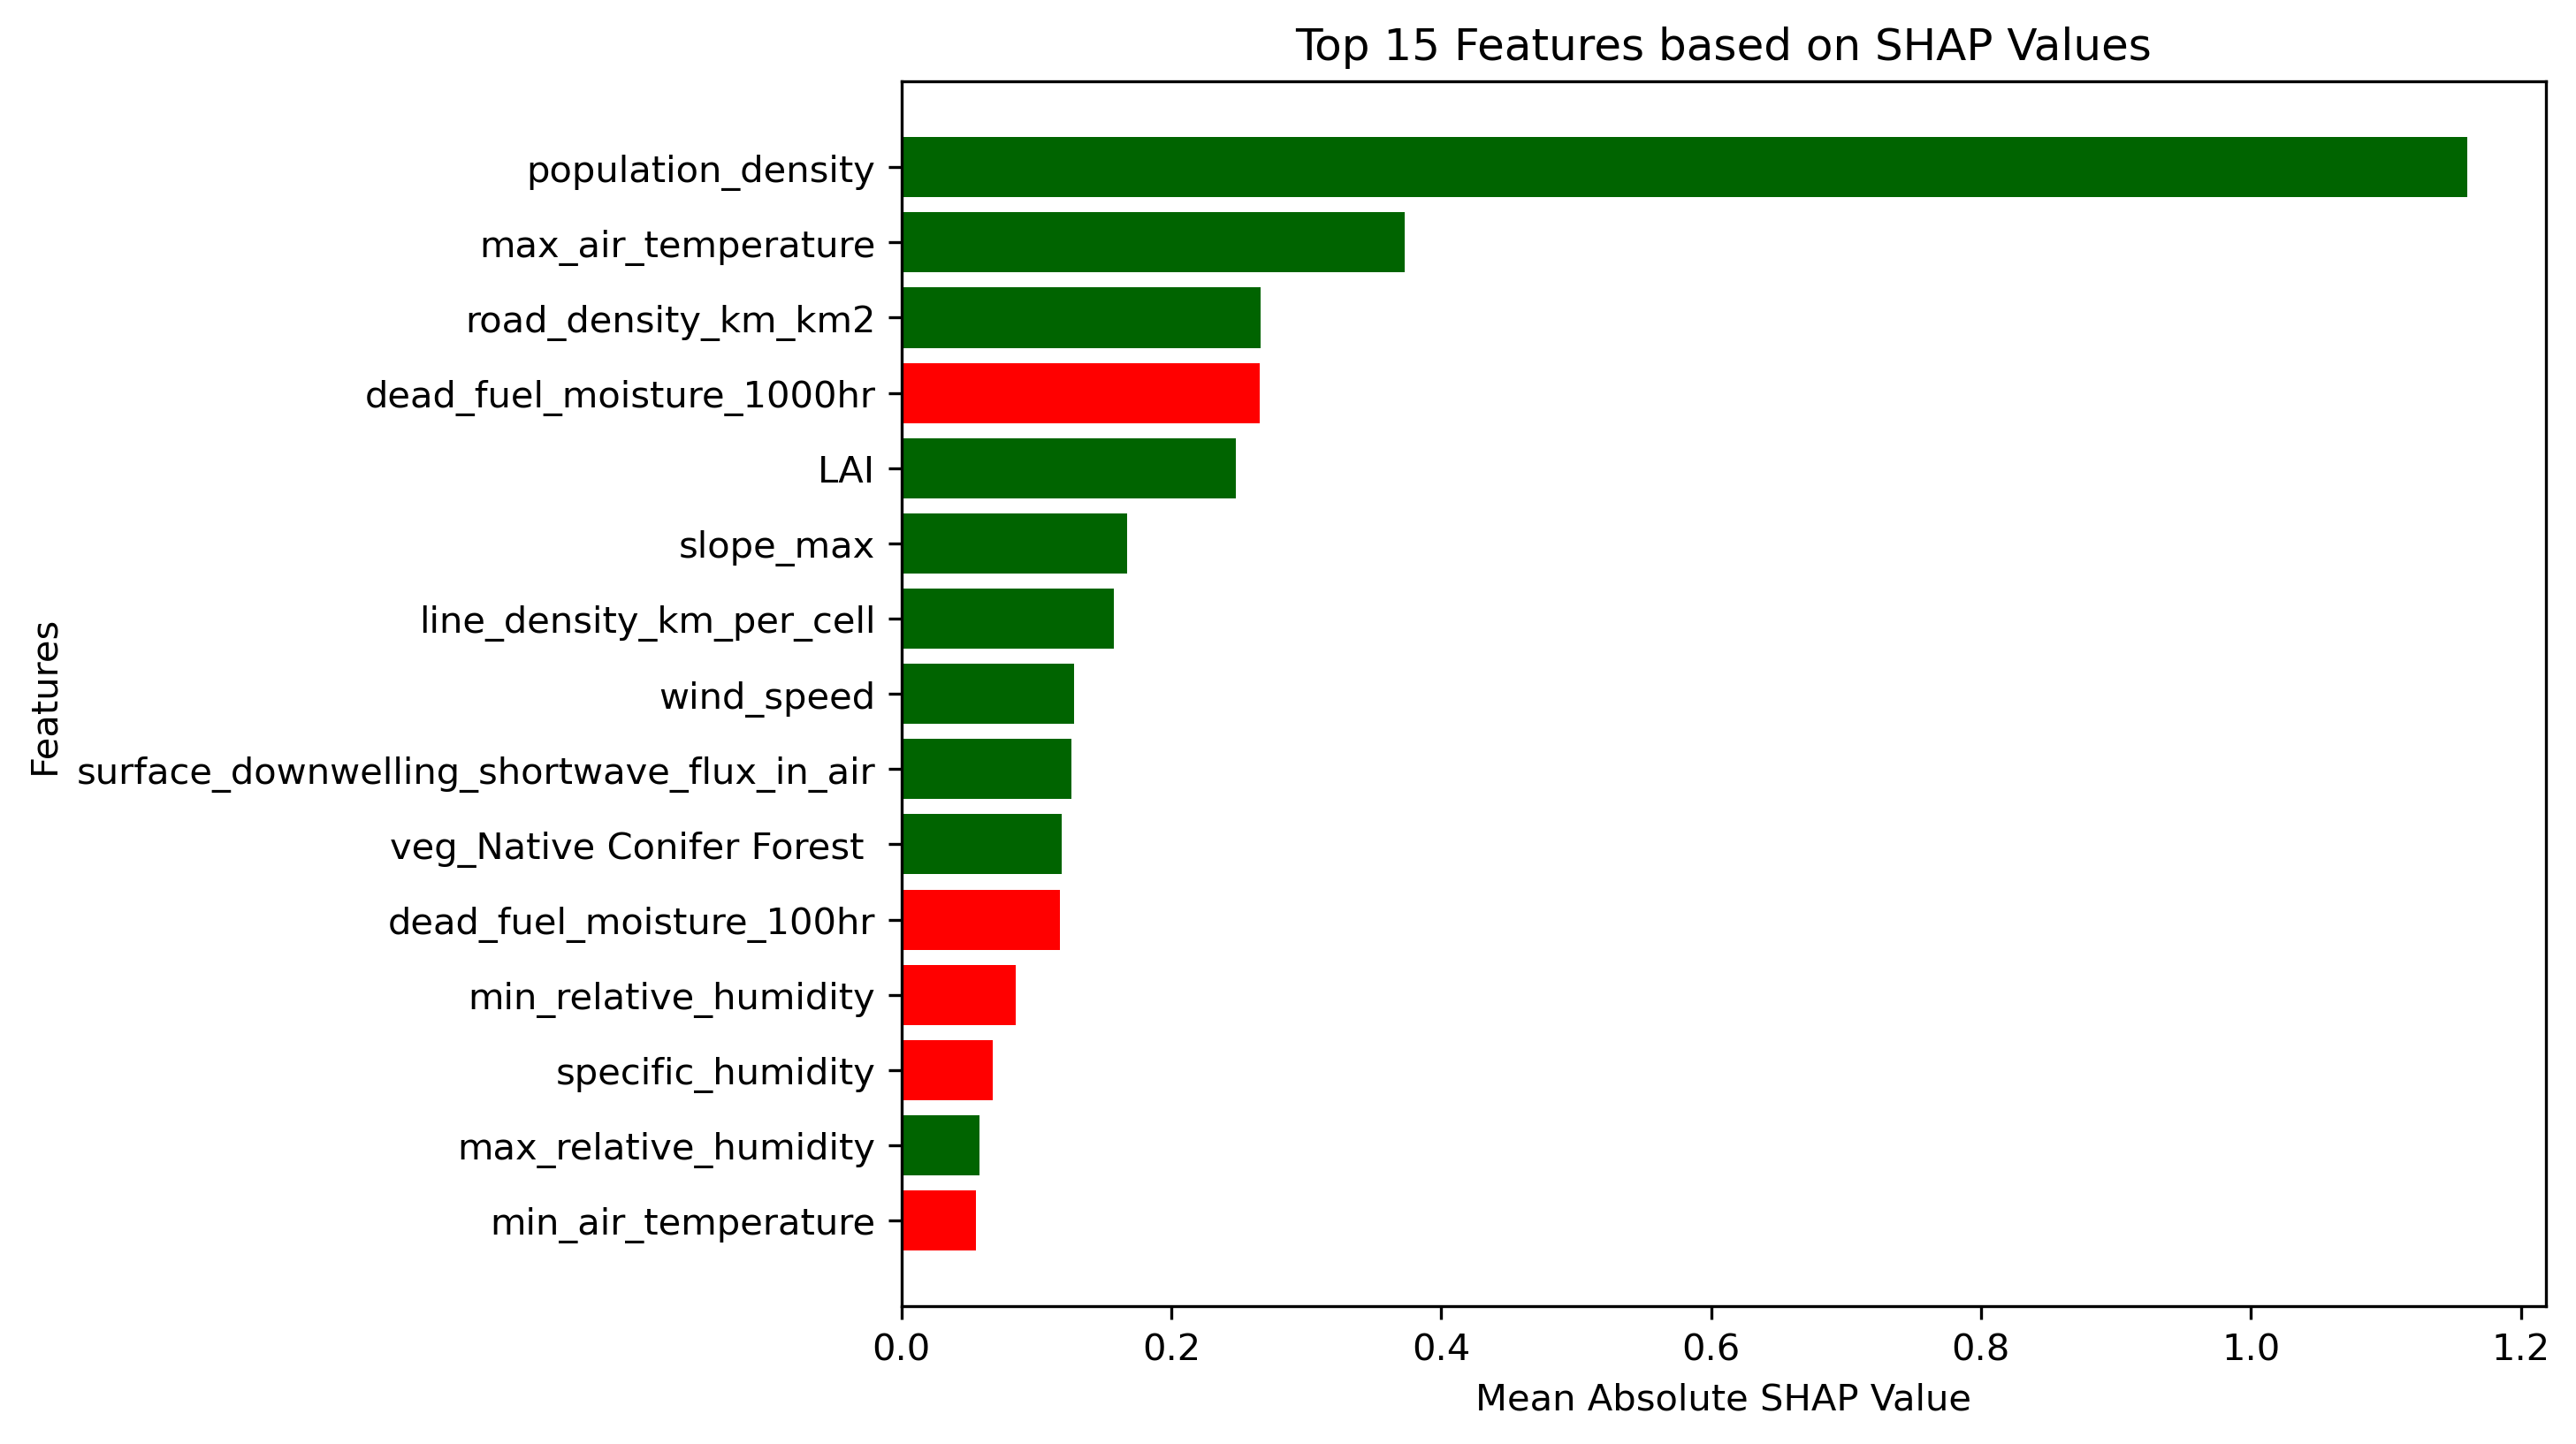 Top 15 Features based on SHAP Values
population_density
max_air_temperature
road_density_km_km2
dead_fuel_moisture_1000hr
LAI
slope_max
line_density_km_per_cell
wind_speed
surface_downwelling_shortwave_flux_in_air
veg_Native Conifer Forest
dead_fuel_moisture_100hr
min_relative_humidity
specific_humidity
max_relative_humidity
min_air_temperature
Features
0.0 0.2 0.4 0.6 0.8 1.0 1.2
Mean Absolute SHAP Value